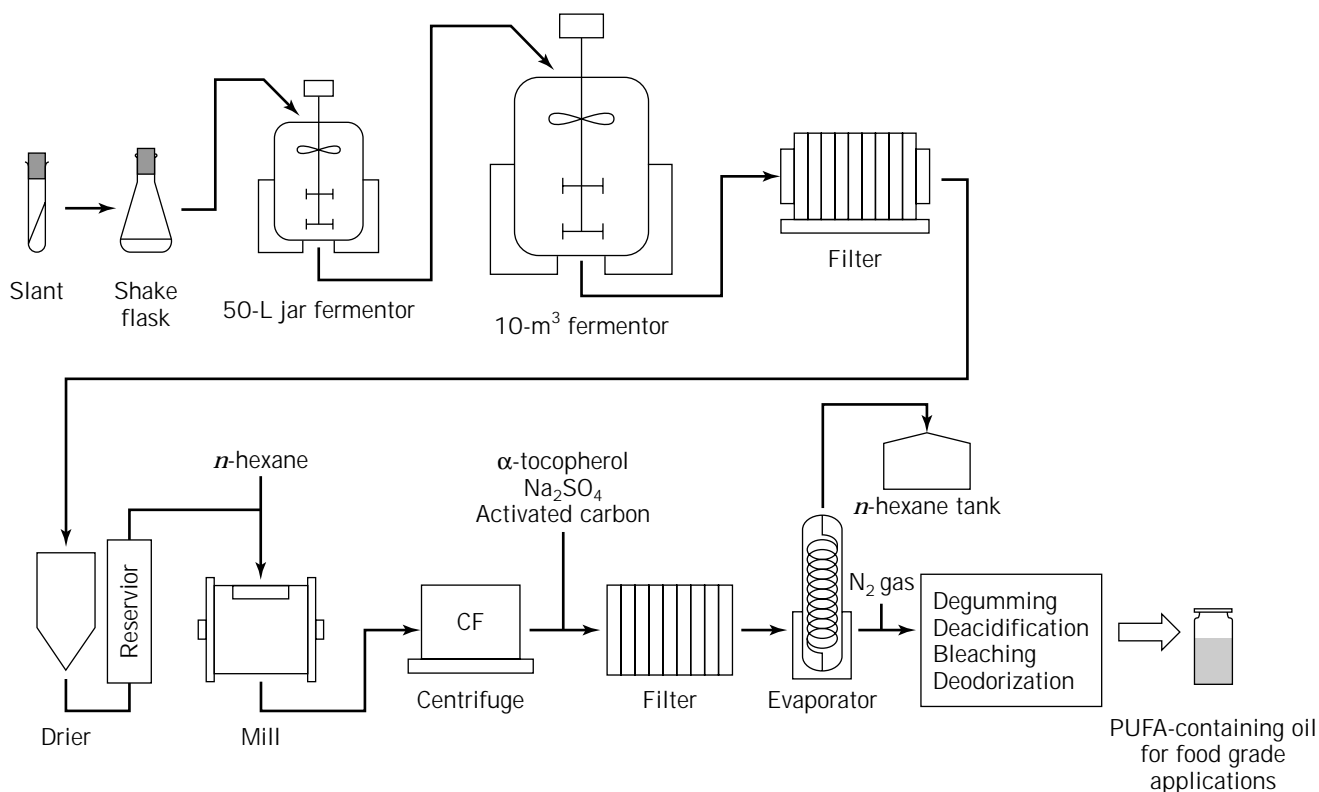 Slant
Shake
flask
50-L jar fermentor
10-m³ fermentor
Filter
n-hexane
α-tocopherol
Na₂SO₄
Activated carbon
n-hexane tank
Reservior
CF
N₂ gas
Degumming
Deacidification
Bleaching
Deodorization
Drier
Mill
Centrifuge
Filter
Evaporator
PUFA-containing oil
for food grade
applications